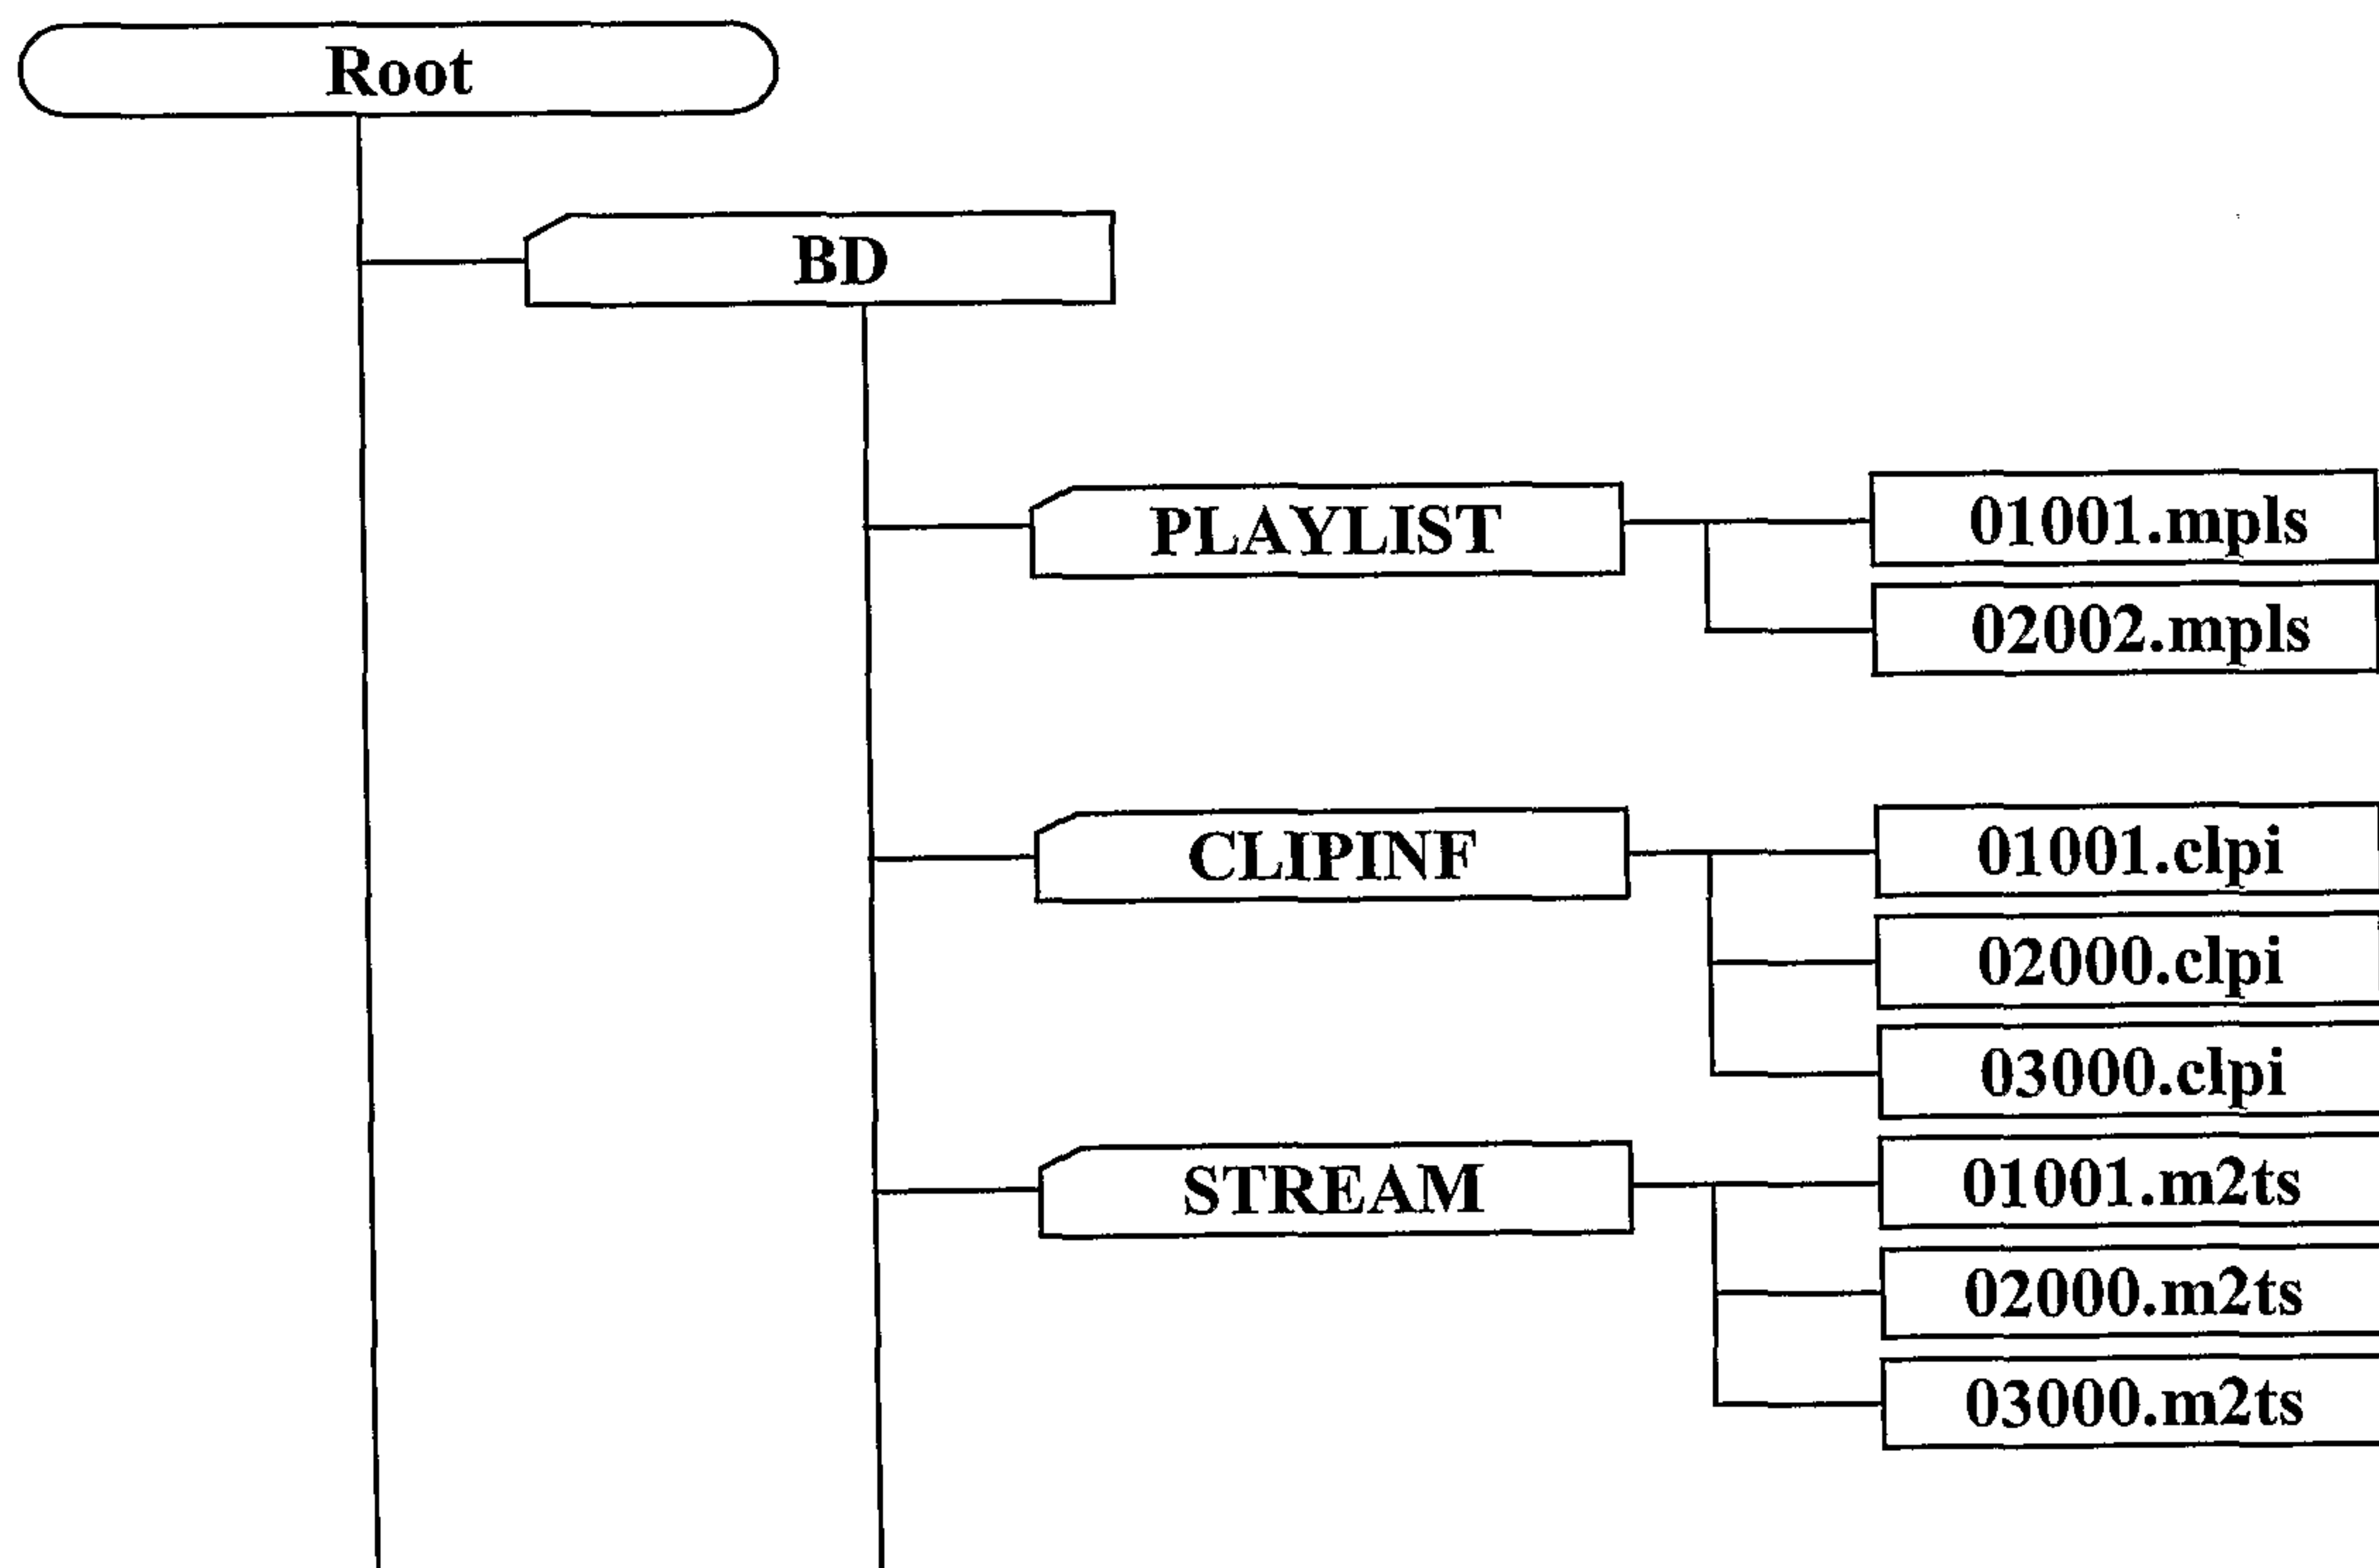 Root
BD
PLAYLIST
01001.mpls
02002.mpls
CLIPINF
01001.clpi
02000.clpi
03000.clpi
STREAM
01001.m2ts
02000.m2ts
03000.m2ts